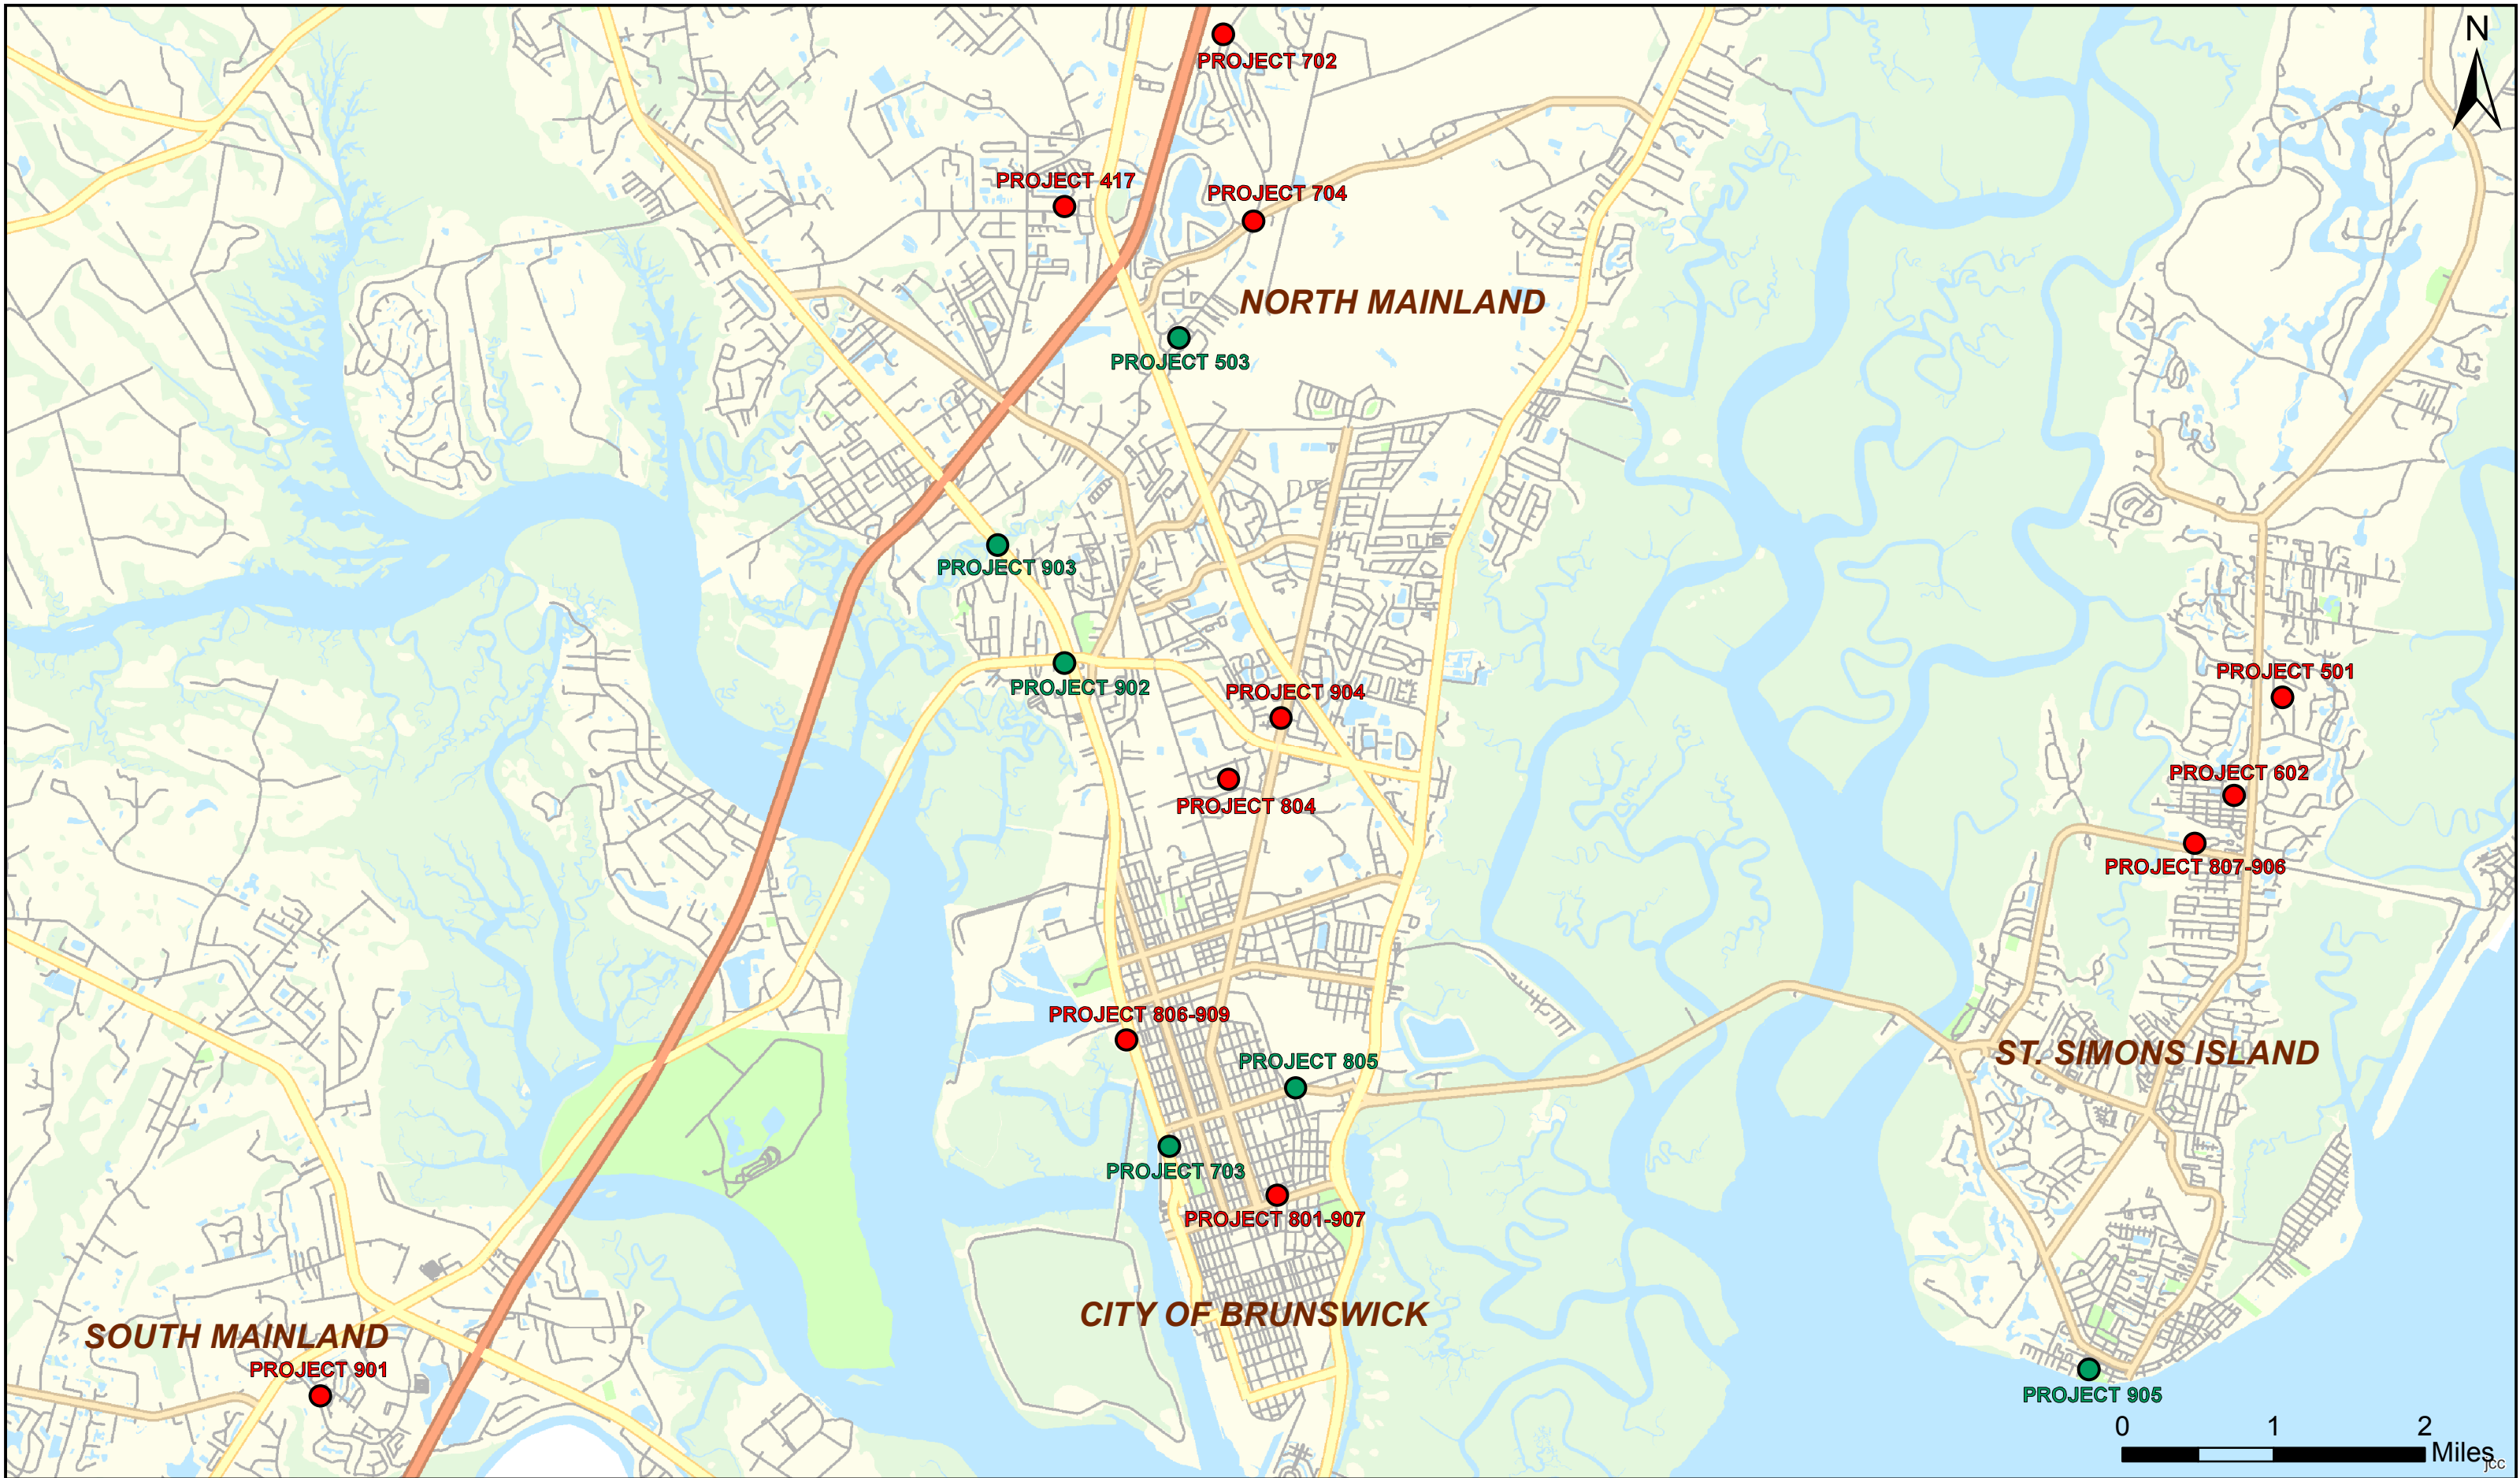 N
PROJECT 702
PROJECT 417
PROJECT 704
NORTH MAINLAND
PROJECT 503
PROJECT 903
PROJECT 902
PROJECT 501
PROJECT 904
PROJECT 602
PROJECT 804
PROJECT 807-906
PROJECT 806-909
ST. SIMONS ISLAND
PROJECT 805
PROJECT 703
PROJECT 801-907
CITY OF BRUNSWICK
SOUTH MAINLAND
PROJECT 901
PROJECT 905
0 1 2
Miles
jcc